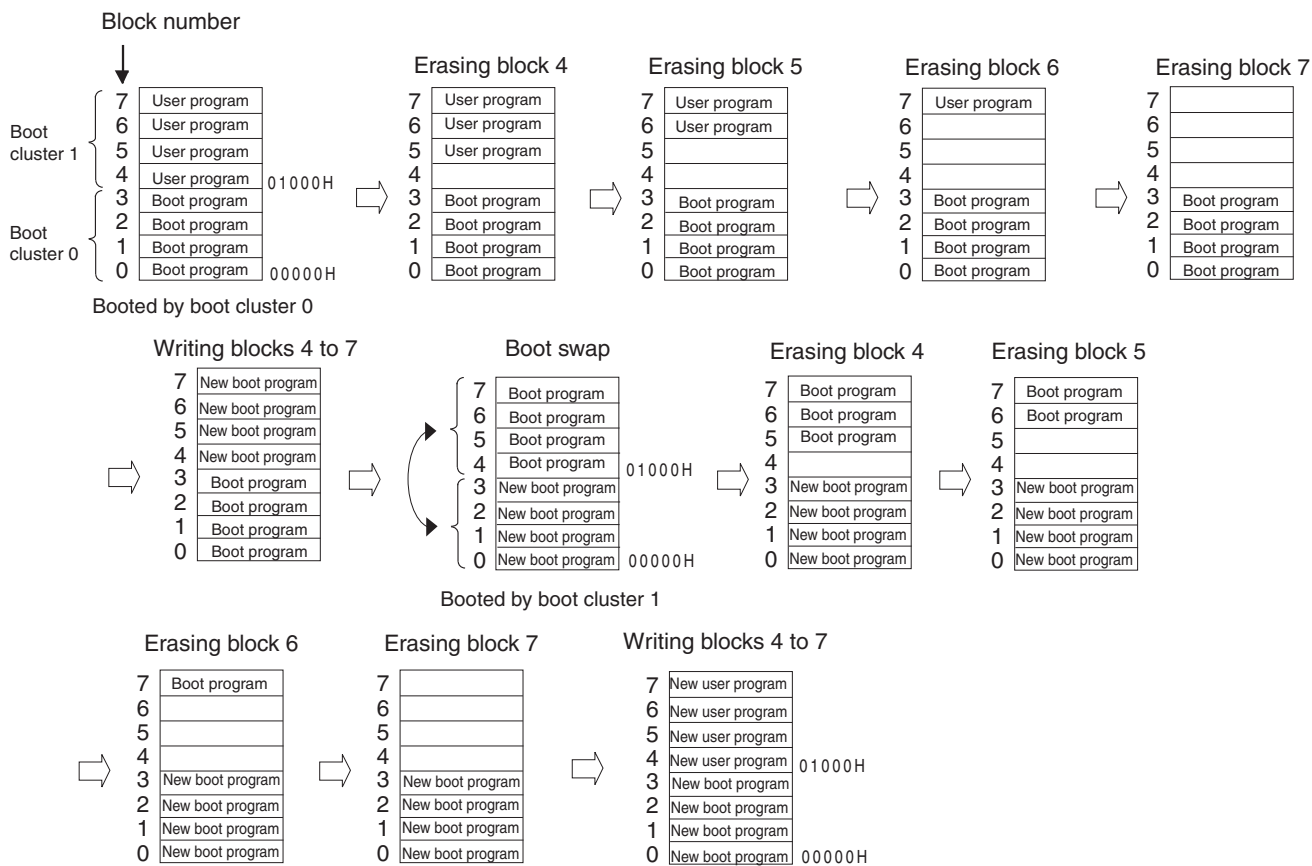 Block number
Erasing block 4
Erasing block 5
Erasing block 6
Erasing block 7
Boot
cluster 1
7 User program
6 User program
5 User program
4 User program 01000H
Boot
cluster 0
3 Boot program
2 Boot program
1 Boot program
0 Boot program 00000H
Booted by boot cluster 0
7 User program
6 User program
5 User program
4
3 Boot program
2 Boot program
1 Boot program
0 Boot program
7 User program
6 User program
5
4
3 Boot program
2 Boot program
1 Boot program
0 Boot program
7 User program
6
5
4
3 Boot program
2 Boot program
1 Boot program
0 Boot program
7
6
5
4
3 Boot program
2 Boot program
1 Boot program
0 Boot program
Writing blocks 4 to 7
7 New boot program
6 New boot program
5 New boot program
4 New boot program
3 Boot program
2 Boot program
1 Boot program
0 Boot program
Boot swap
7 Boot program
6 Boot program
5 Boot program
4 Boot program 01000H
3 New boot program
2 New boot program
1 New boot program
0 New boot program 00000H
Booted by boot cluster 1
Erasing block 4
7 Boot program
6 Boot program
5 Boot program
4
3 New boot program
2 New boot program
1 New boot program
0 New boot program
Erasing block 5
7 Boot program
6 Boot program
5
4
3 New boot program
2 New boot program
1 New boot program
0 New boot program
Erasing block 6
7 Boot program
6
5
4
3 New boot program
2 New boot program
1 New boot program
0 New boot program
Erasing block 7
7
6
5
4
3 New boot program
2 New boot program
1 New boot program
0 New boot program
Writing blocks 4 to 7
7 New user program
6 New user program
5 New user program
4 New user program 01000H
3 New boot program
2 New boot program
1 New boot program
0 New boot program 00000H